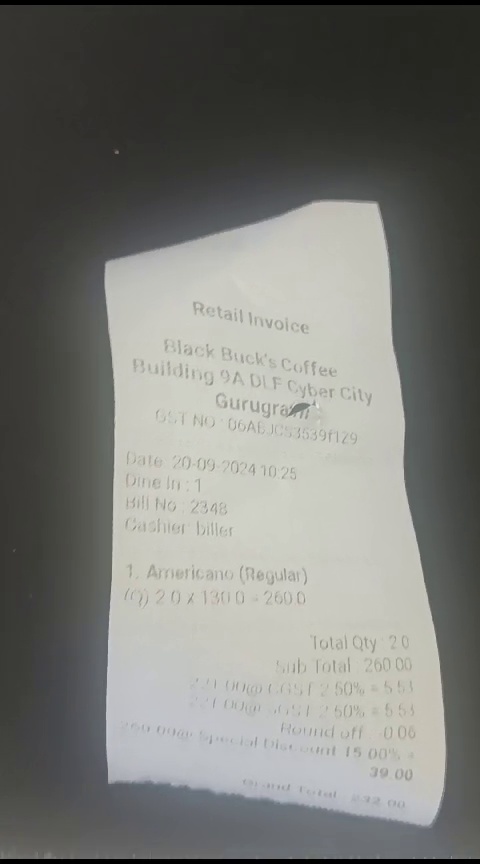 Retail Invoice
Black Buck's Coffee
Building 9A DLF Cyber City
Gurugram
GST NO : 06AEJCS3539f1Z9
Date: 20-09-2024 10:25
Dine In : 1
Bill No : 2348
Cashier: biller
1. Americano (Regular)
(Q) 2.0 x 130.0 = 260.0
Total Qty : 2.0
Sub Total : 260.00
221.00@ CGST 2.50% = 5.53
221.00@ SGST 2.50% = 5.53
Round off -0.06
260.00@ Special Discount 15.00% =
39.00
Grand Total : 232.00